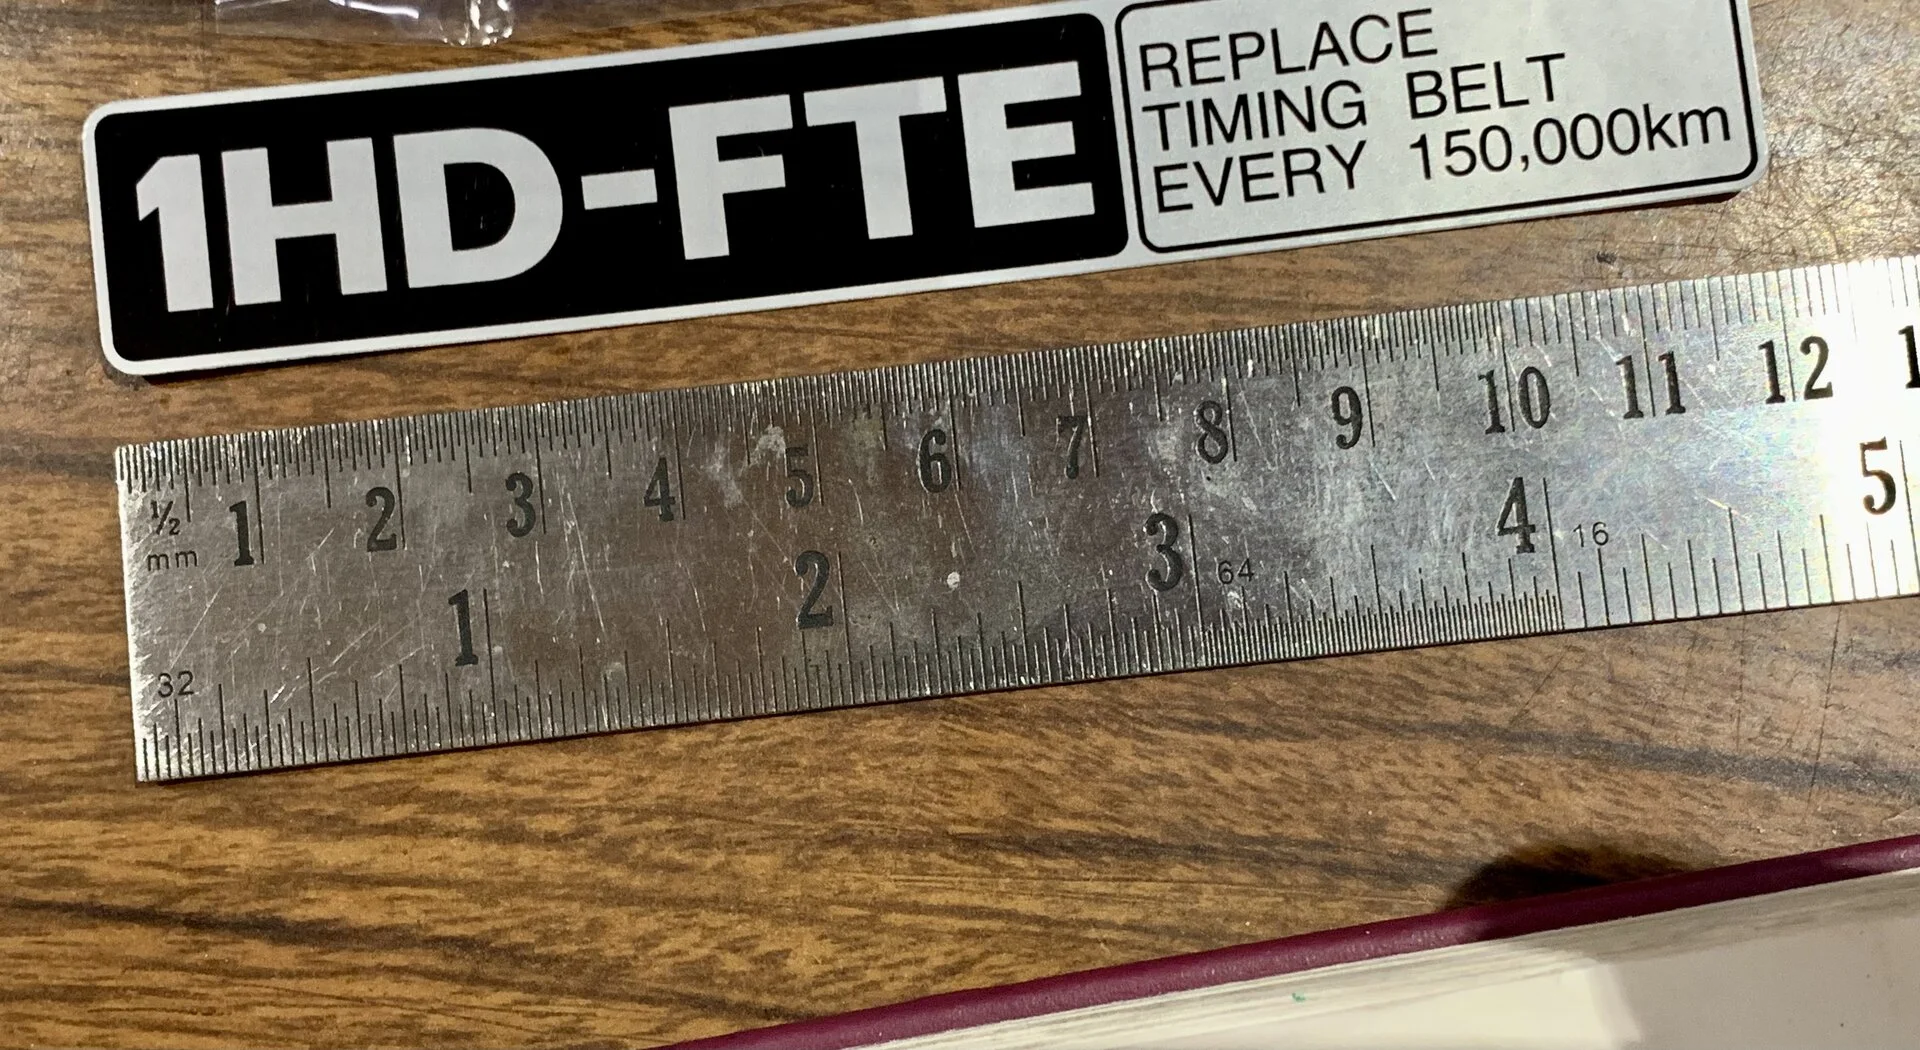 1HD-FTE
REPLACE
TIMING BELT
EVERY 150,000km
1/2
mm
1 2 3 4 5 6 7 8 9 10 11 12
1 2 3 4 5
32
64
16